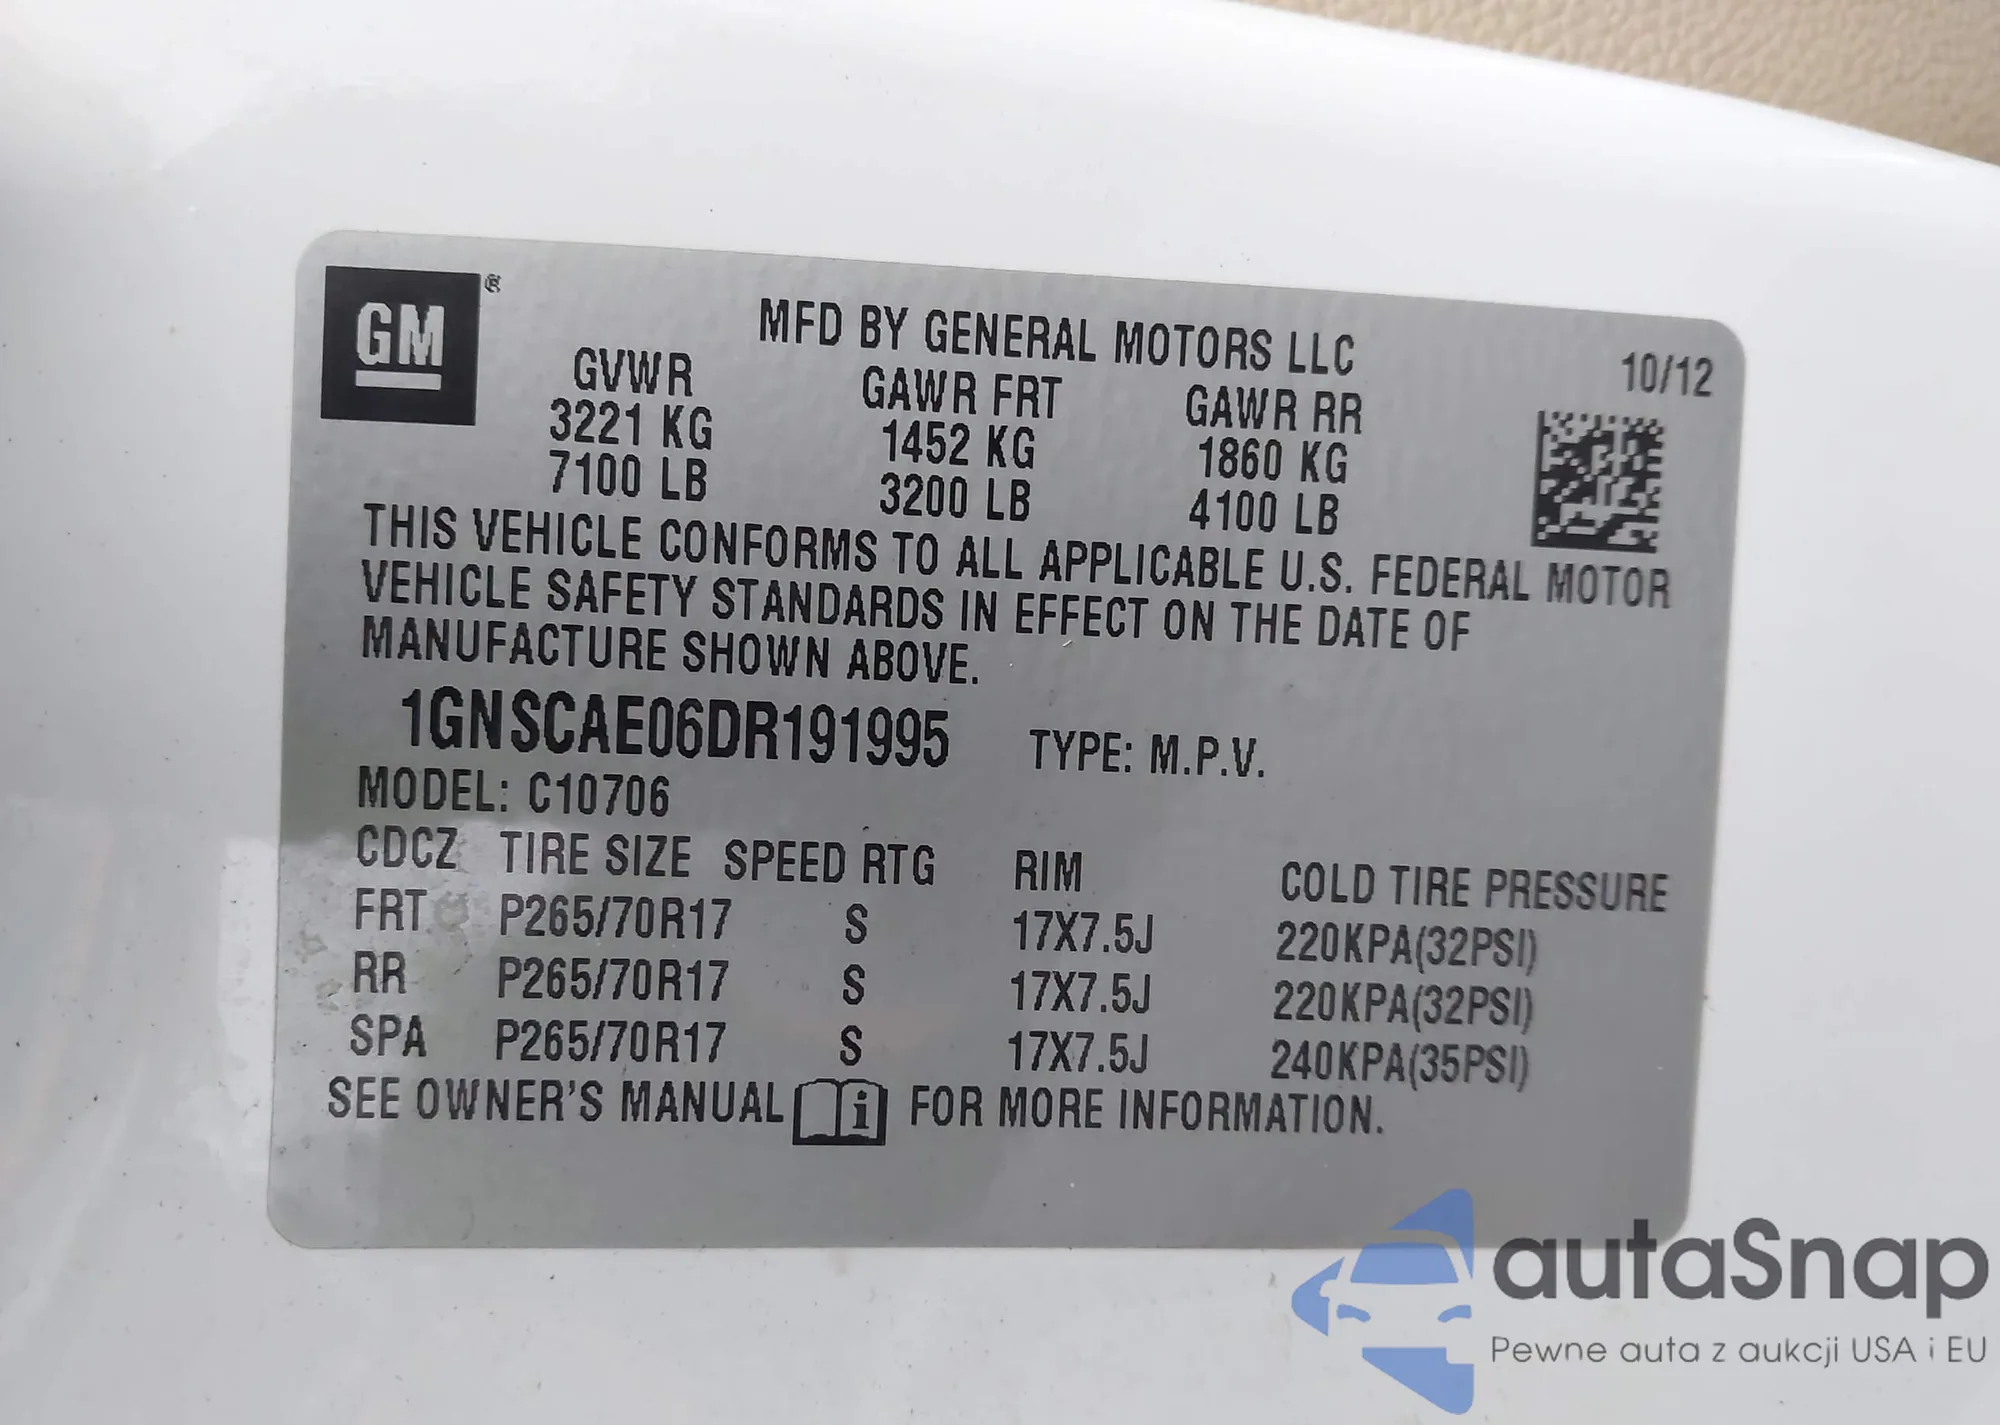 GM ®
MFD BY GENERAL MOTORS LLC
10/12
GVWR GAWR FRT GAWR RR
3221 KG 1452 KG 1860 KG
7100 LB 3200 LB 4100 LB
THIS VEHICLE CONFORMS TO ALL APPLICABLE U.S. FEDERAL MOTOR
VEHICLE SAFETY STANDARDS IN EFFECT ON THE DATE OF
MANUFACTURE SHOWN ABOVE.
1GNSCAE06DR191995 TYPE: M.P.V.
MODEL: C10706
CDCZ TIRE SIZE SPEED RTG RIM COLD TIRE PRESSURE
FRT P265/70R17 S 17X7.5J 220KPA(32PSI)
RR P265/70R17 S 17X7.5J 220KPA(32PSI)
SPA P265/70R17 S 17X7.5J 240KPA(35PSI)
SEE OWNER'S MANUAL i FOR MORE INFORMATION.
autaSnap
Pewne auta z aukcji USA i EU